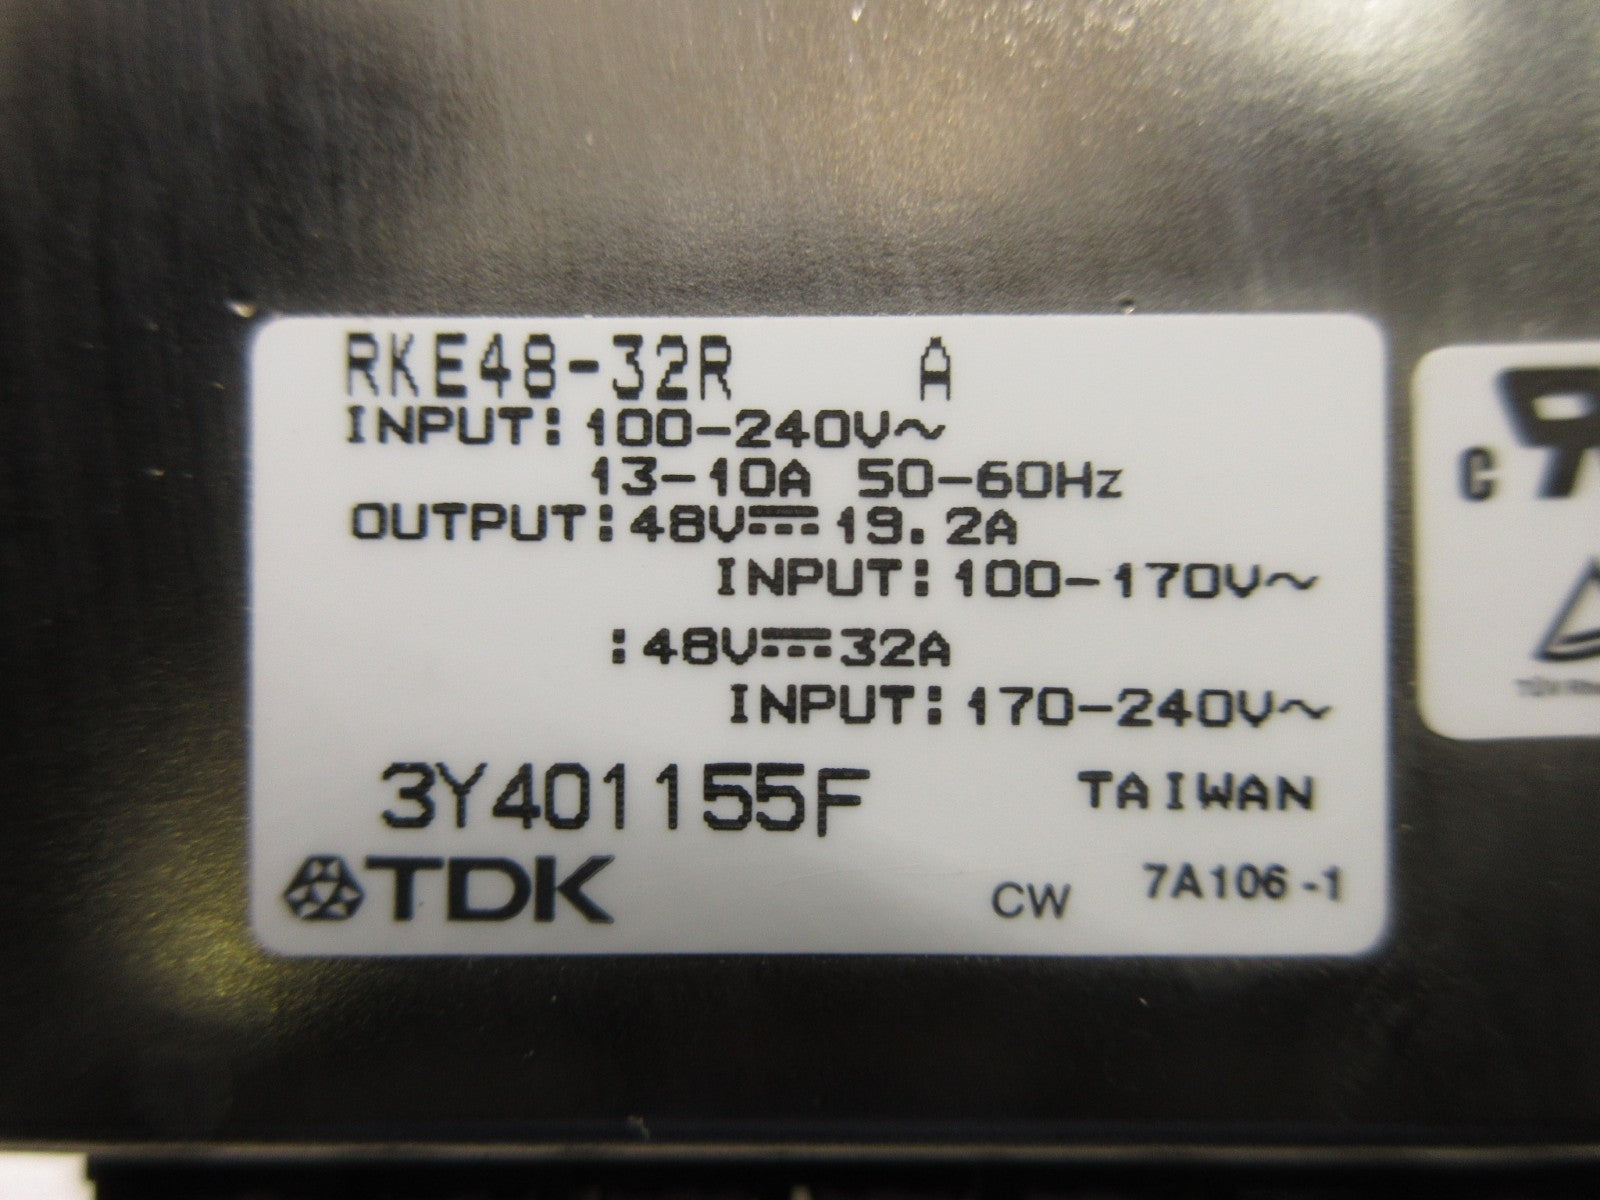 RKE48-32R A
INPUT: 100-240V~
13-10A 50-60Hz
OUTPUT: 48V⎓19.2A
INPUT: 100-170V~
:48V⎓32A
INPUT: 170-240V~
3Y401155F TAIWAN
TDK CW 7A106-1
C